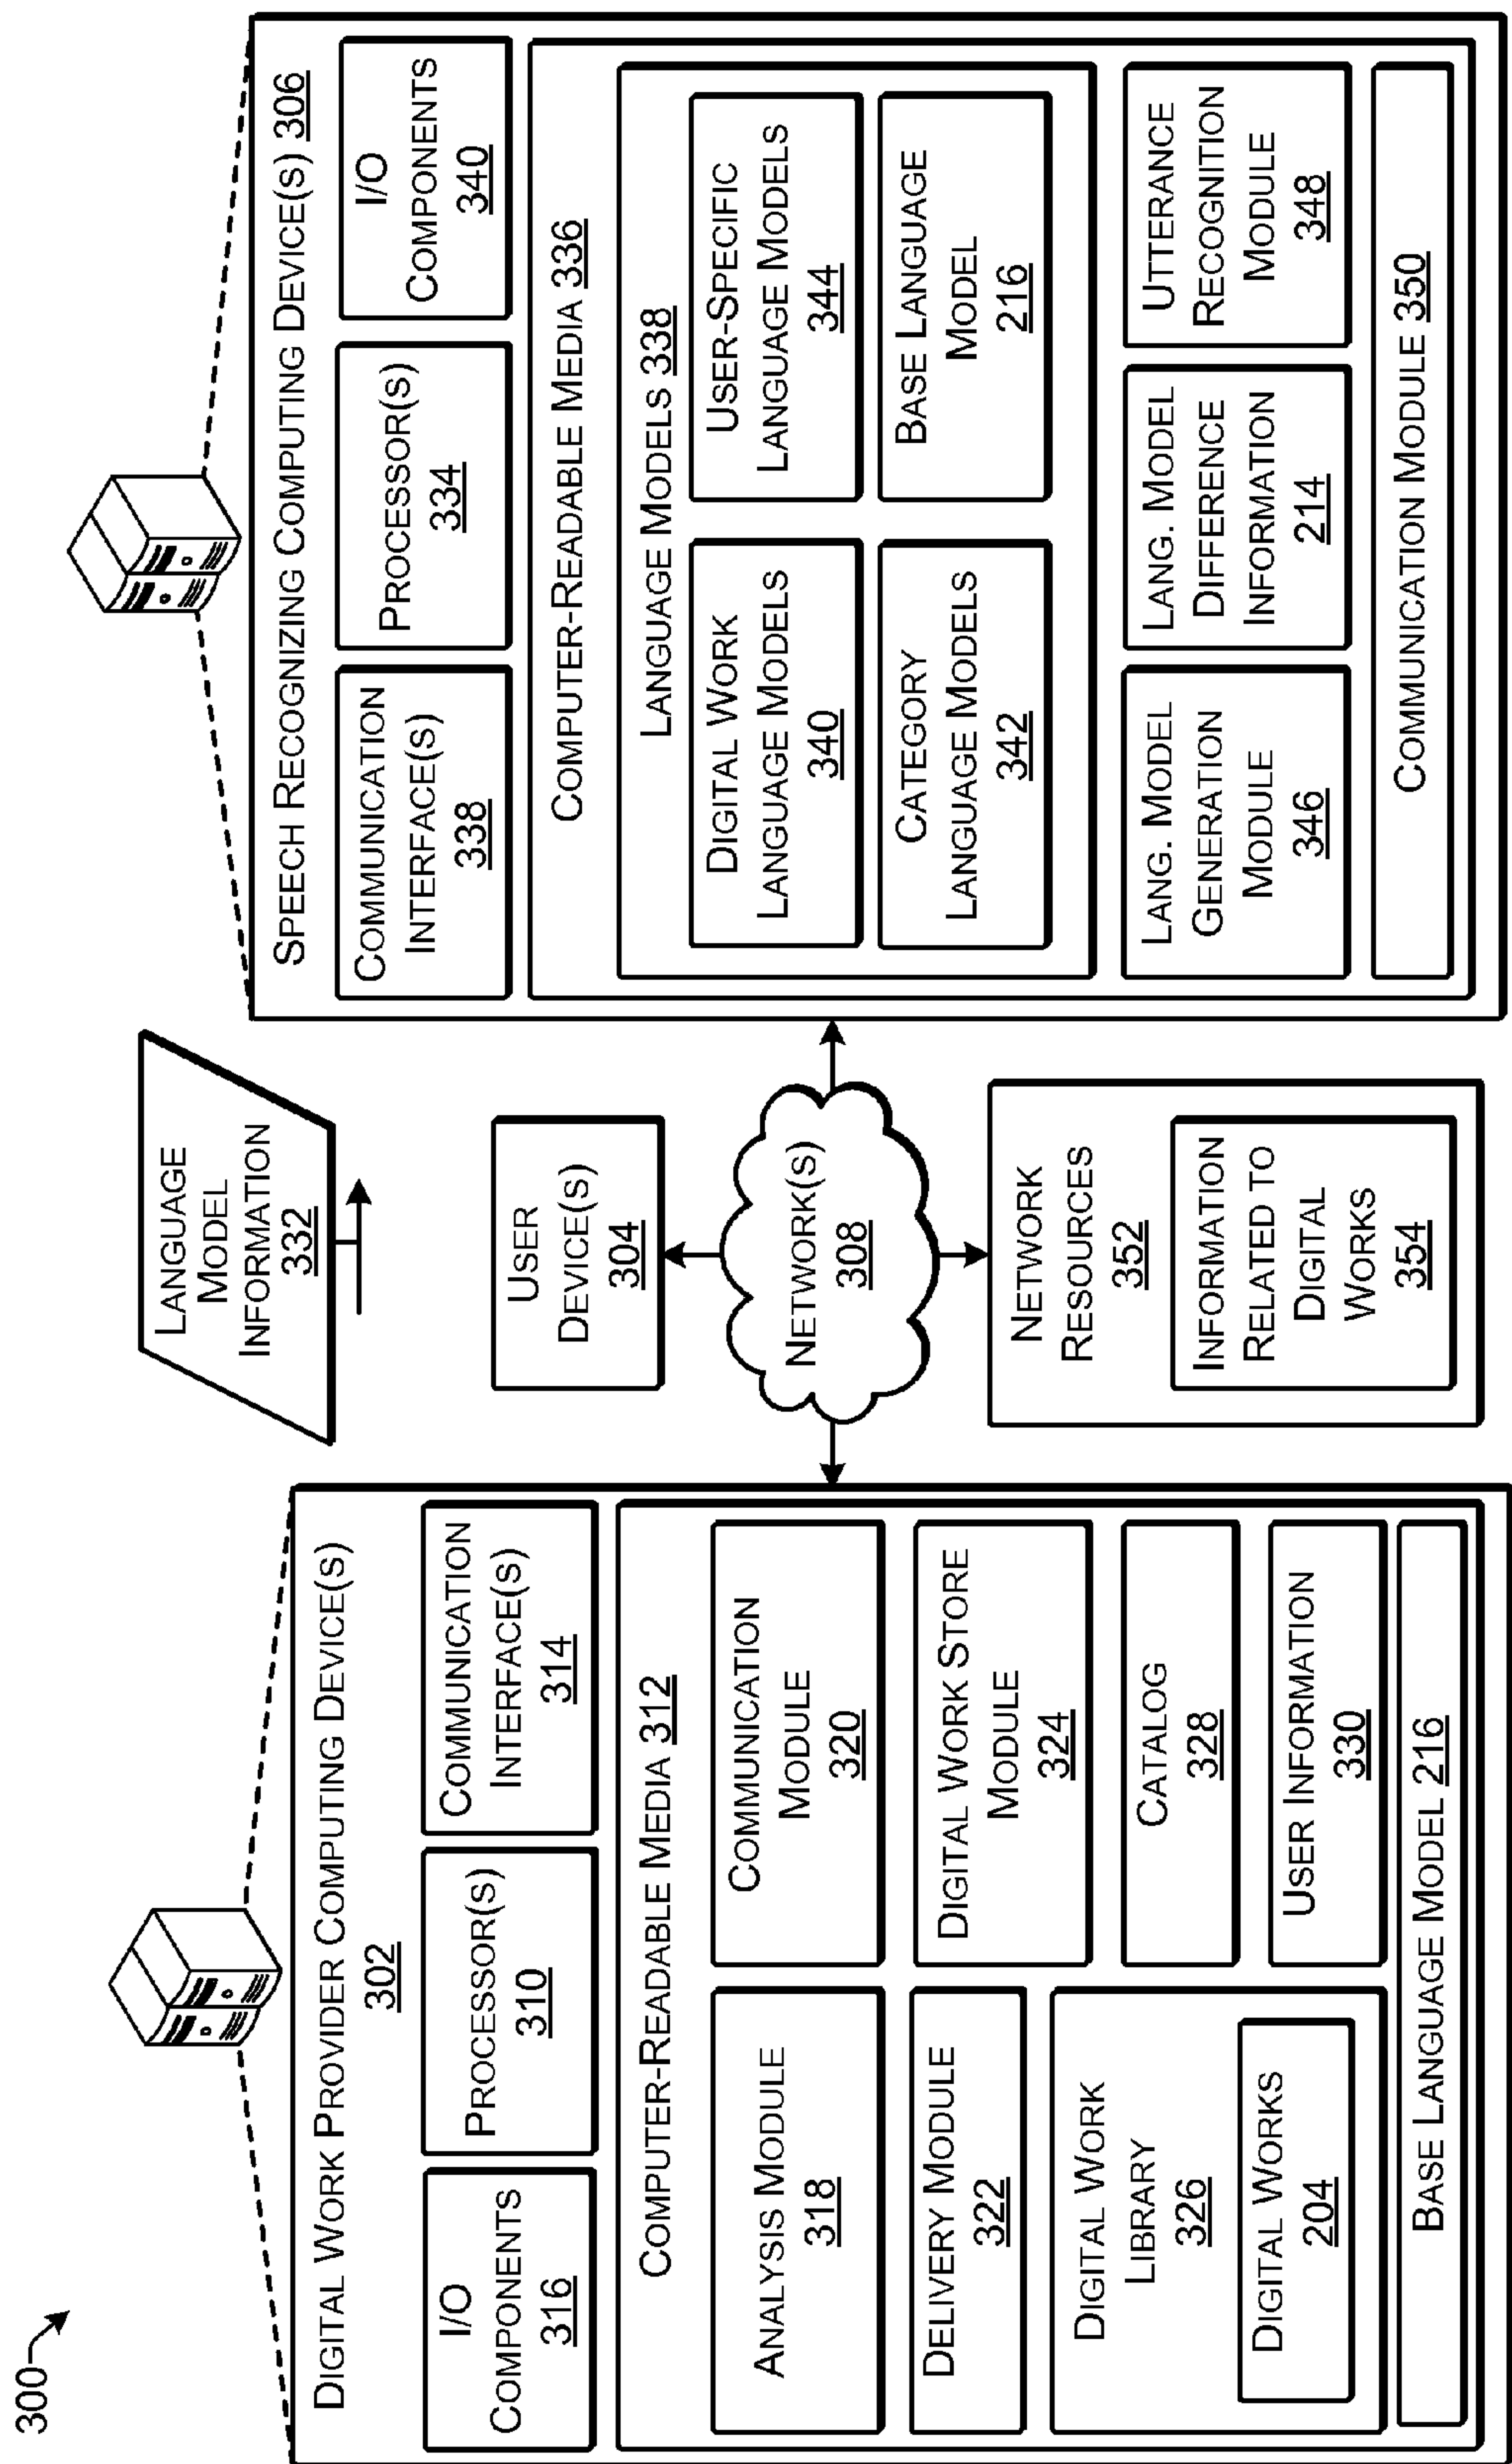 300
DIGITAL WORK PROVIDER COMPUTING DEVICE(S)
302
I/O
COMPONENTS
316
PROCESSOR(S)
310
COMMUNICATION
INTERFACE(S)
314
COMPUTER-READABLE MEDIA 312
ANALYSIS MODULE
318
COMMUNICATION
MODULE
320
DELIVERY MODULE
322
DIGITAL WORK STORE
MODULE
324
DIGITAL WORK
LIBRARY
326
DIGITAL WORKS
204
CATALOG
328
USER INFORMATION
330
BASE LANGUAGE MODEL 216
LANGUAGE
MODEL
INFORMATION
332
USER
DEVICE(S)
304
NETWORK(S)
308
NETWORK
RESOURCES
352
INFORMATION
RELATED TO
DIGITAL
WORKS
354
SPEECH RECOGNIZING COMPUTING DEVICE(S) 306
COMMUNICATION
INTERFACE(S)
338
PROCESSOR(S)
334
I/O
COMPONENTS
340
COMPUTER-READABLE MEDIA 336
LANGUAGE MODELS 338
DIGITAL WORK
LANGUAGE MODELS
340
USER-SPECIFIC
LANGUAGE MODELS
344
CATEGORY
LANGUAGE MODELS
342
BASE LANGUAGE
MODEL
216
LANG. MODEL
GENERATION
MODULE
346
LANG. MODEL
DIFFERENCE
INFORMATION
214
UTTERANCE
RECOGNITION
MODULE
348
COMMUNICATION MODULE 350